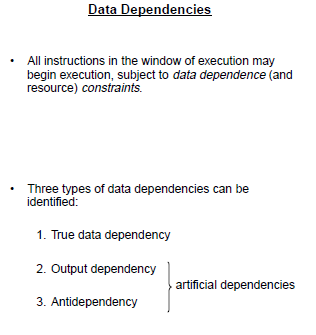 Data Dependencies
• All instructions in the window of execution may
begin execution, subject to data dependence (and
resource) constraints.
• Three types of data dependencies can be
identified:
1. True data dependency
2. Output dependency
artificial dependencies
3. Antidependency